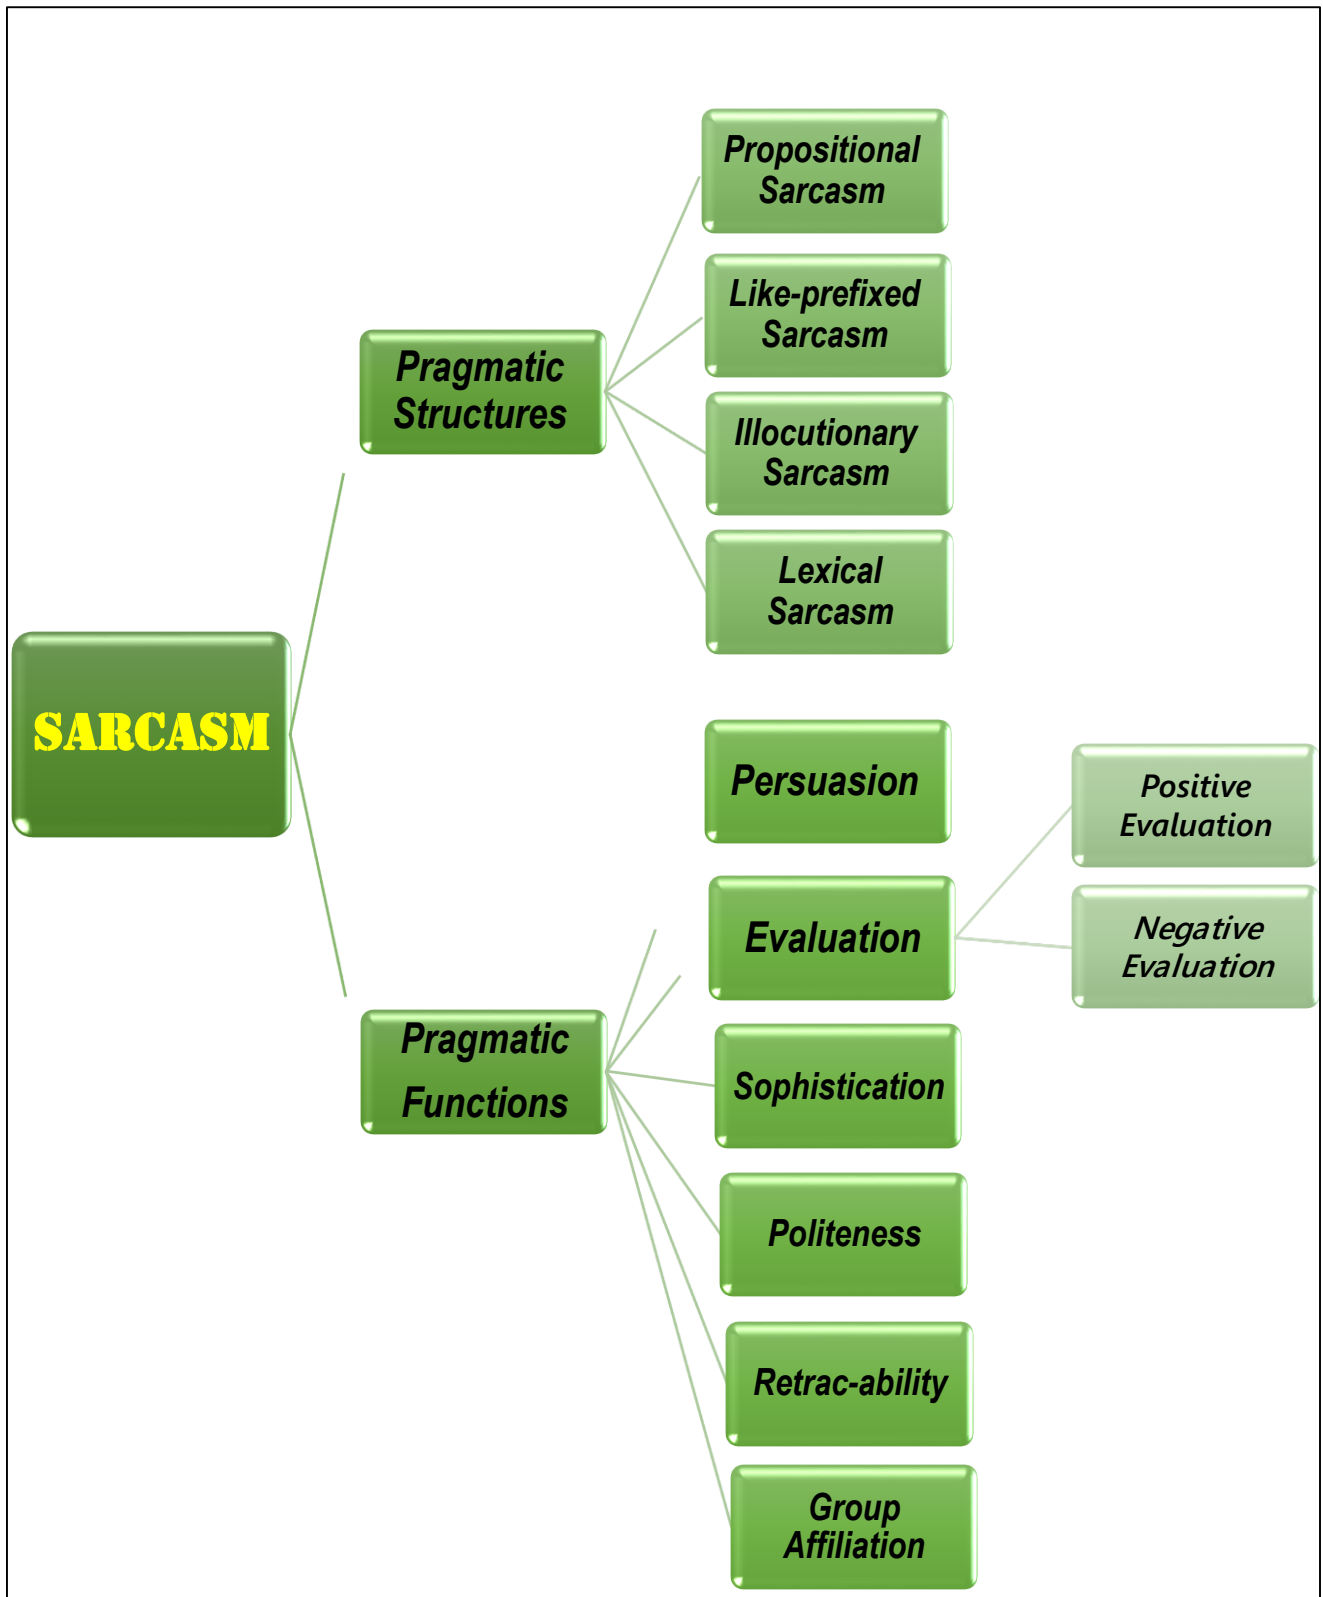 Propositional
Sarcasm
Like-prefixed
Sarcasm
Pragmatic
Structures
Illocutionary
Sarcasm
Lexical
Sarcasm
SARCASM
Persuasion
Positive
Evaluation
Evaluation
Negative
Evaluation
Pragmatic
Functions
Sophistication
Politeness
Retrac-ability
Group
Affiliation